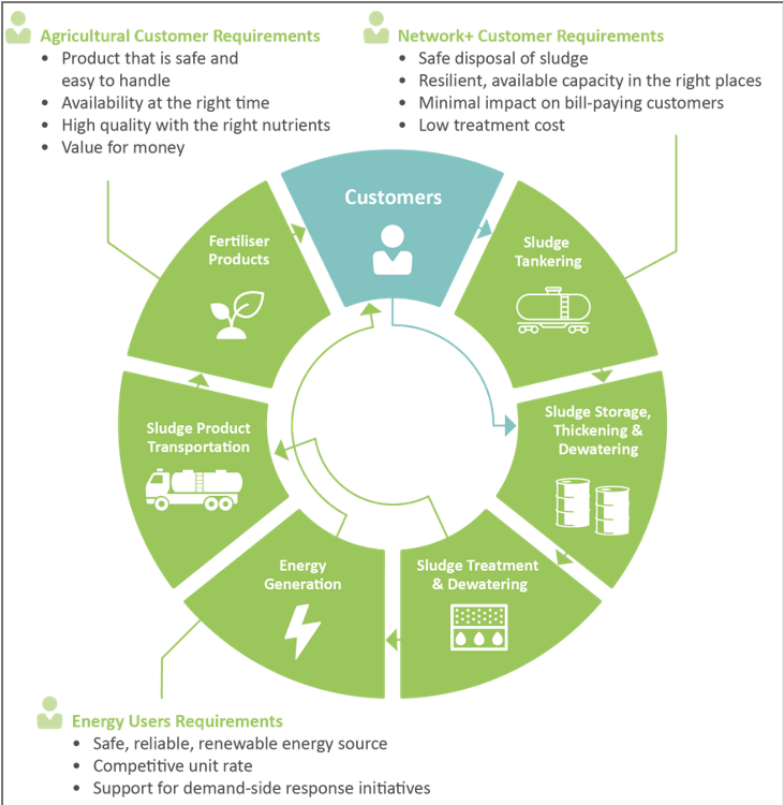 Agricultural Customer Requirements
• Product that is safe and
easy to handle
• Availability at the right time
• High quality with the right nutrients
• Value for money
Network+ Customer Requirements
• Safe disposal of sludge
• Resilient, available capacity in the right places
• Minimal impact on bill-paying customers
• Low treatment cost
Customers
Fertiliser
Products
Sludge
Tankering
Sludge Product
Transportation
Sludge Storage,
Thickening &
Dewatering
Energy
Generation
Sludge Treatment
& Dewatering
Energy Users Requirements
• Safe, reliable, renewable energy source
• Competitive unit rate
• Support for demand-side response initiatives